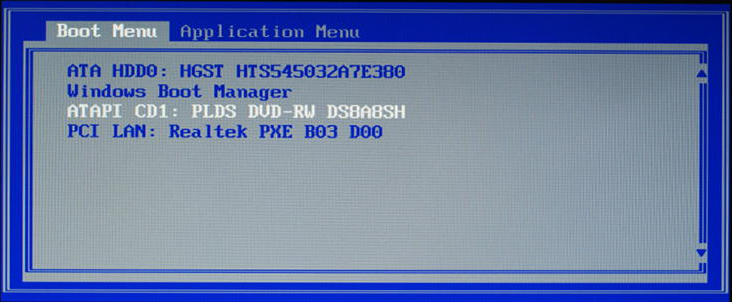 Boot Menu Application Menu
ATA HDD0: HGST HTS545032A7E380
Windows Boot Manager
ATAPI CD1: PLDS DVD-RW DS8A8SH
PCI LAN: Realtek PXE B03 D00